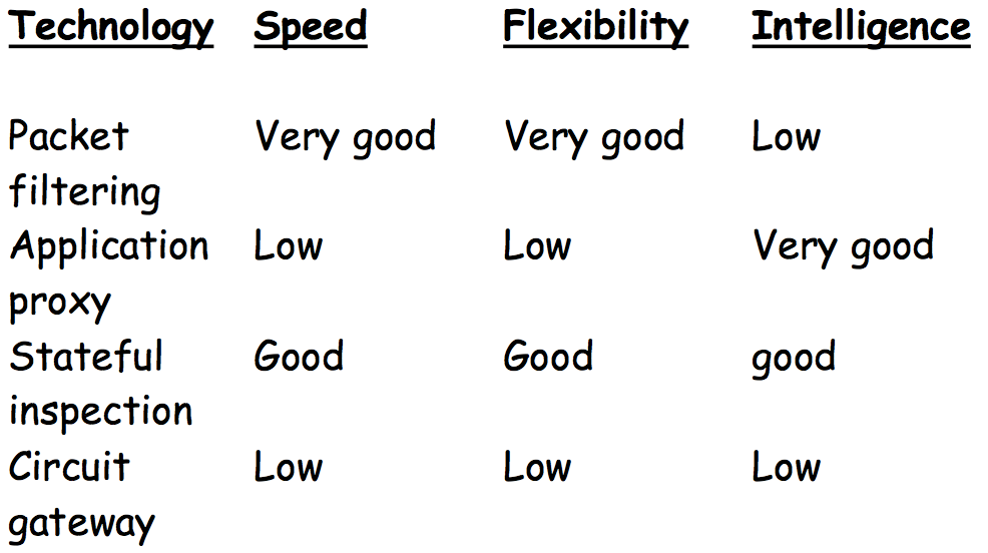 Technology Speed Flexibility Intelligence
Packet Very good Very good Low
filtering
Application Low Low Very good
proxy
Stateful Good Good good
inspection
Circuit Low Low Low
gateway